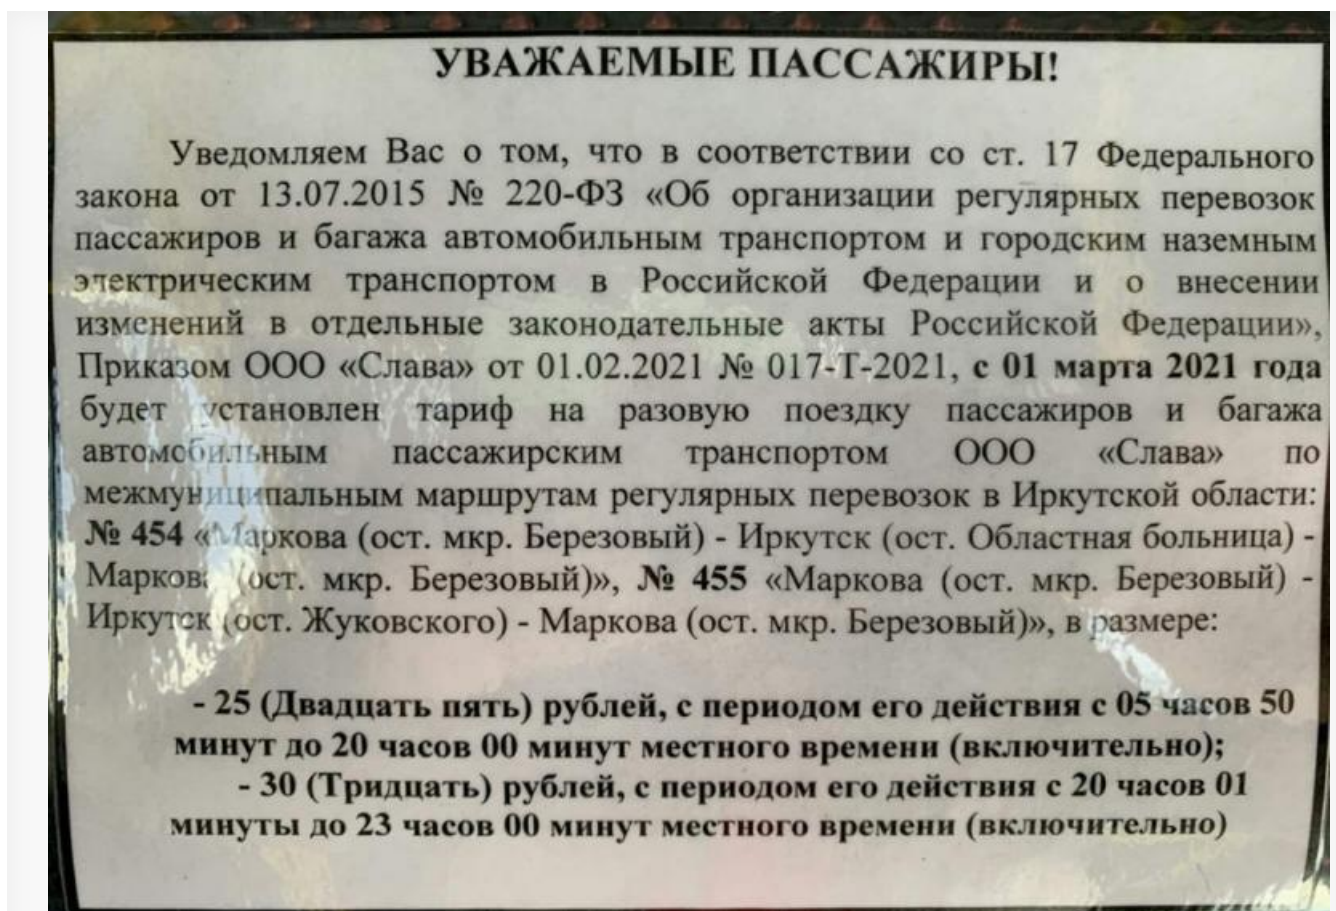 УВАЖАЕМЫЕ ПАССАЖИРЫ!
Уведомляем Вас о том, что в соответствии со ст. 17 Федерального
закона от 13.07.2015 № 220-ФЗ «Об организации регулярных перевозок
пассажиров и багажа автомобильным транспортом и городским наземным
электрическим транспортом в Российской Федерации и о внесении
изменений в отдельные законодательные акты Российской Федерации»,
Приказом ООО «Слава» от 01.02.2021 № 017-Т-2021, с 01 марта 2021 года
будет установлен тариф на разовую поездку пассажиров и багажа
автомобильным пассажирским транспортом ООО «Слава» по
межмуниципальным маршрутам регулярных перевозок в Иркутской области:
№ 454 «Маркова (ост. мкр. Березовый) - Иркутск (ост. Областная больница) -
Маркова (ост. мкр. Березовый)», № 455 «Маркова (ост. мкр. Березовый) -
Иркутск (ост. Жуковского) - Маркова (ост. мкр. Березовый)», в размере:
- 25 (Двадцать пять) рублей, с периодом его действия с 05 часов 50
минут до 20 часов 00 минут местного времени (включительно);
- 30 (Тридцать) рублей, с периодом его действия с 20 часов 01
минуты до 23 часов 00 минут местного времени (включительно)